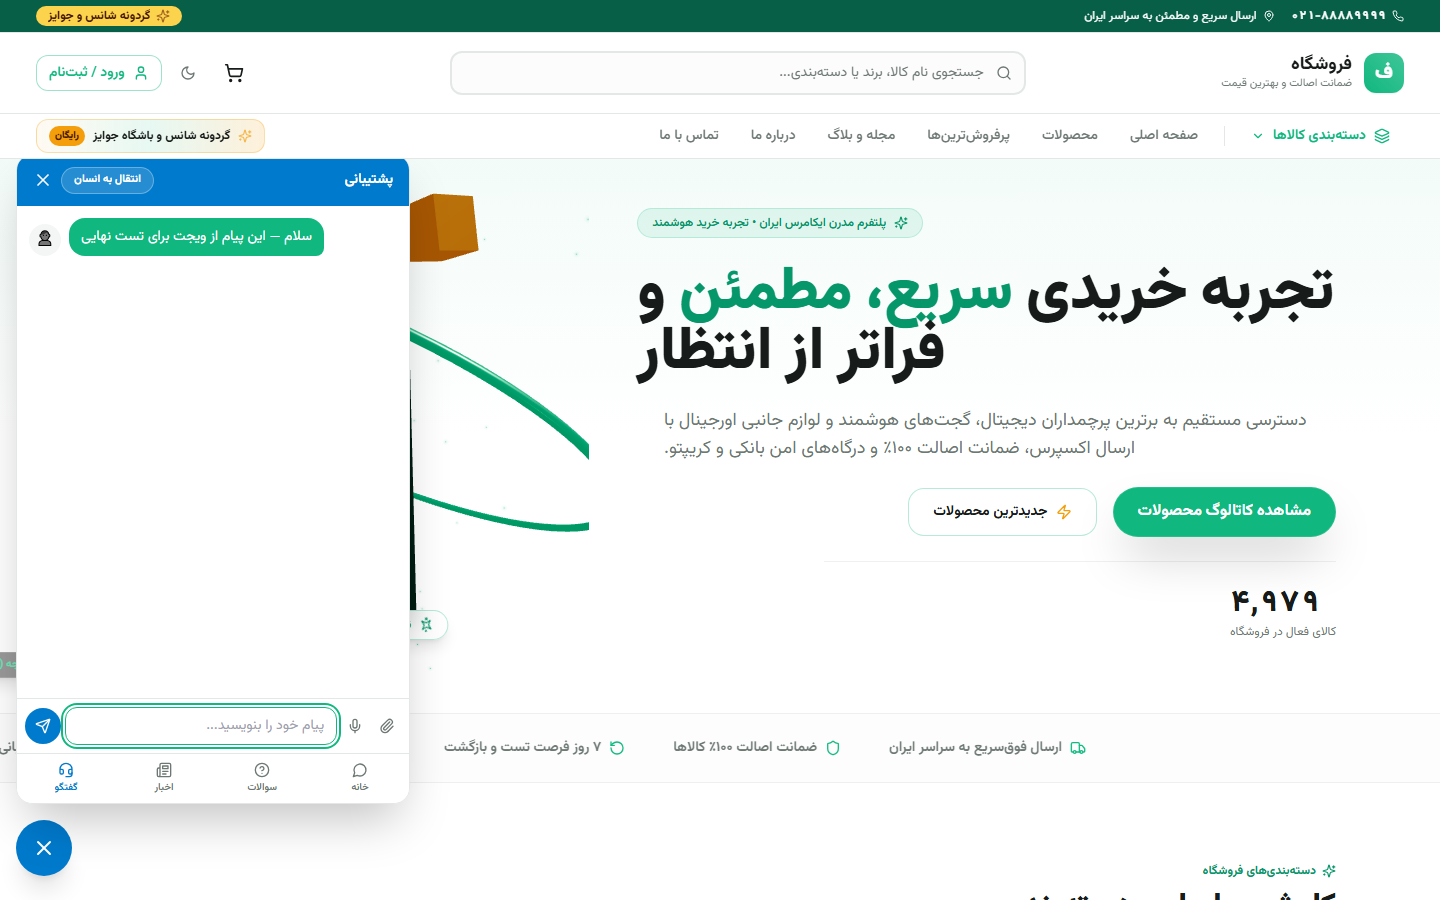 ۰۲۱-۸۸۸۸۹۹۹۹
ارسال سریع و مطمئن به سراسر ایران
گردونه شانس و جوایز
ف
فروشگاه
ضمانت اصالت و بهترین قیمت
جستجوی نام کالا، برند یا دسته‌بندی...
ورود / ثبت‌نام
دسته‌بندی کالاها
صفحه اصلی
محصولات
پرفروش‌ترین‌ها
مجله و بلاگ
درباره ما
تماس با ما
گردونه شانس و باشگاه جوایز
رایگان
پلتفرم مدرن ایکامرس ایران • تجربه خرید هوشمند
تجربه خریدی سریع، مطمئن و
فراتر از انتظار
دسترسی مستقیم به برترین پرچمداران دیجیتال، گجت‌های هوشمند و لوازم جانبی اورجینال با
ارسال اکسپرس، ضمانت اصالت ۱۰۰٪ و درگاه‌های امن بانکی و کریپتو.
مشاهده کاتالوگ محصولات
جدیدترین محصولات
۴,۹۷۹
کالای فعال در فروشگاه
پشتیبانی
انتقال به انسان
سلام — این پیام از ویجت برای تست نهایی
پیام خود را بنویسید...
خانه
سوالات
اخبار
گفتگو
ارسال فوق‌سریع به سراسر ایران
ضمانت اصالت ۱۰۰٪ کالاها
۷ روز فرصت تست و بازگشت
دسته‌بندی‌های فروشگاه